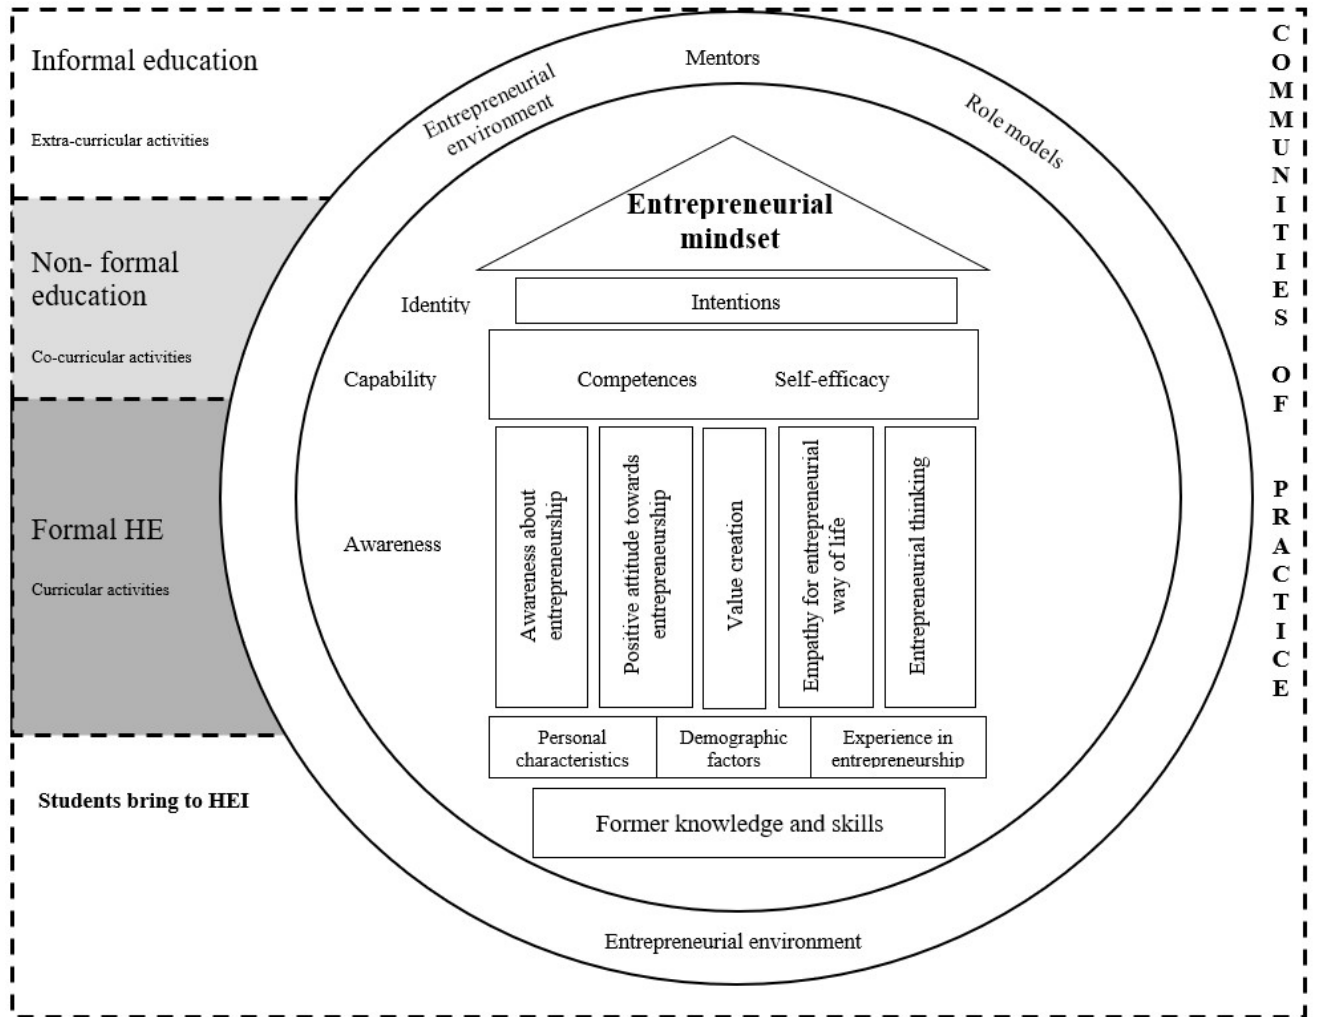 Informal education
Extra-curricular activities
Non- formal
education
Co-curricular activities
Formal HE
Curricular activities
Students bring to HEI
Mentors
Entrepreneurial
environment
Role models
Entrepreneurial
mindset
Identity
Intentions
Capability
Competences
Self-efficacy
Awareness
Awareness about
entrepreneurship
Positive attitude towards
entrepreneurship
Value creation
Empathy for entrepreneurial
way of life
Entrepreneurial thinking
Personal
characteristics
Demographic
factors
Experience in
entrepreneurship
Former knowledge and skills
Entrepreneurial environment
COMMUNITIES OF PRACTICE